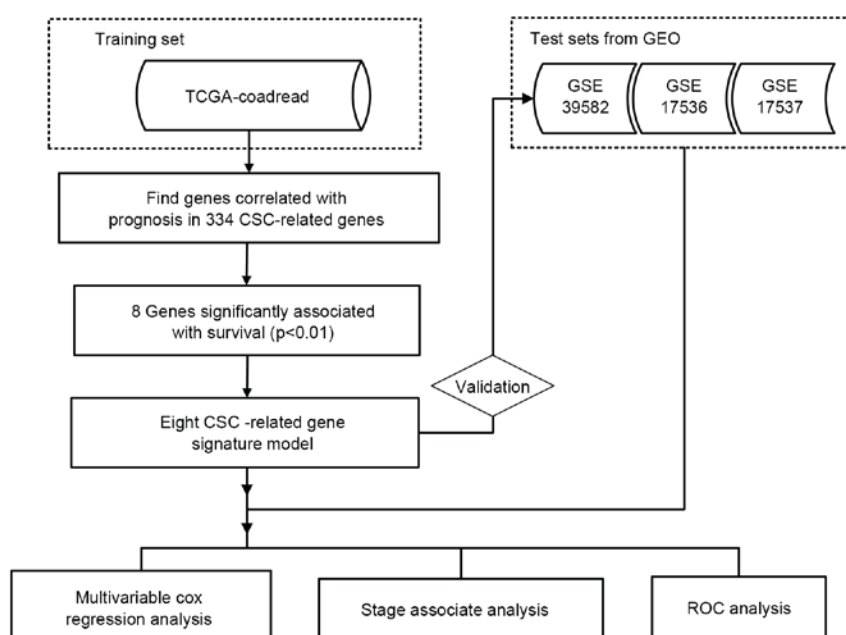 Training set
TCGA-coadread
Test sets from GEO
GSE
39582
GSE
17536
GSE
17537
Find genes correlated with
prognosis in 334 CSC-related genes
8 Genes significantly associated
with survival (p<0.01)
Validation
Eight CSC -related gene
signature model
Multivariable cox
regression analysis
Stage associate analysis
ROC analysis